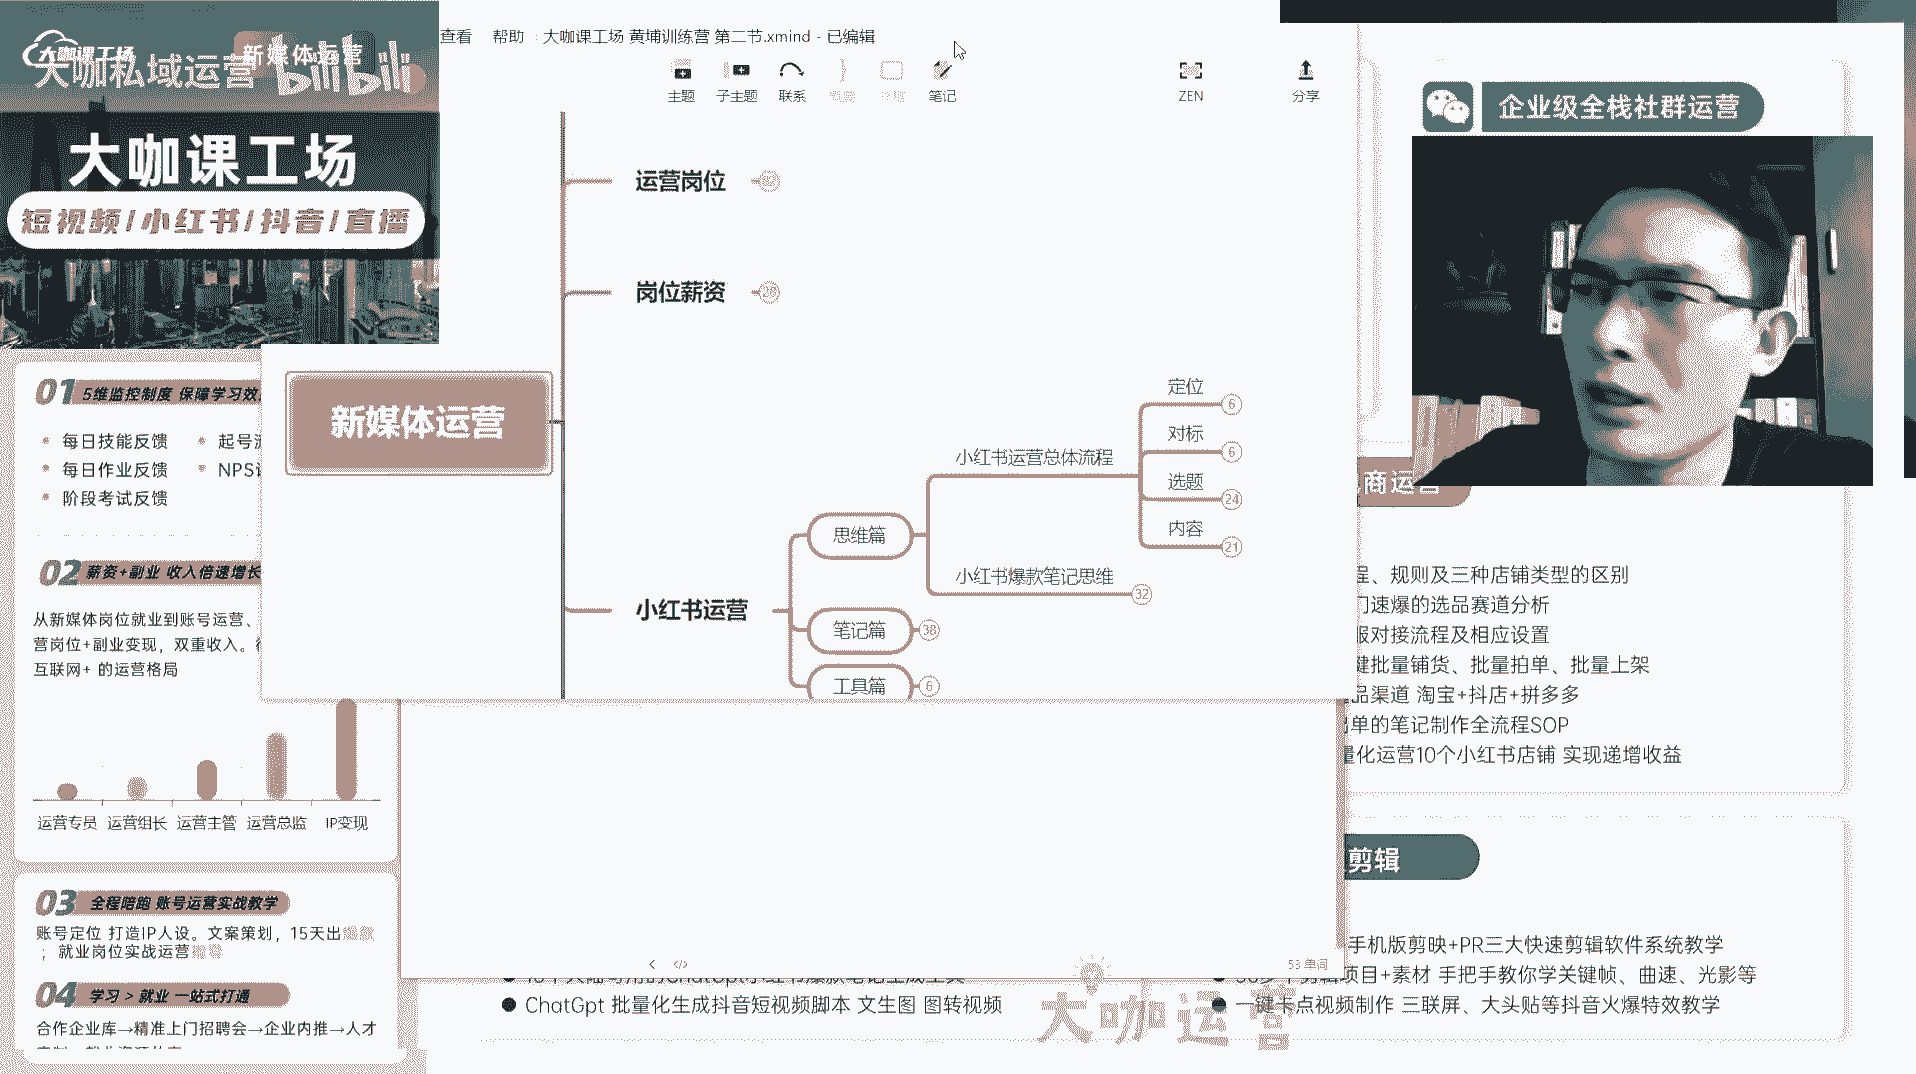 大咖课工场
新媒体运营
大咖私域运营 bilibili
大咖课工场
短视频/小红书/抖音/直播
查看 帮助 大咖课工场 黄埔训练营 第二节.xmind - 已编辑
主题 子主题 联系 概要 外框 笔记 ZEN 分享
企业级全栈社群运营
运营岗位
岗位薪资 28
新媒体运营
小红书运营
思维篇
小红书运营总体流程
定位 6
对标 6
选题 24
内容 21
小红书爆款笔记思维 32
笔记篇 38
工具篇 6
01 5维监控制度 保障学习效
每日技能反馈 起号
每日作业反馈 NPS
阶段考试反馈
02 薪资+副业 收入倍速增长
从新媒体岗位就业到账号运营、
营岗位+副业变现，双重收入。
互联网+ 的运营格局
运营专员 运营组长 运营主管 运营总监 IP变现
03 全程陪跑 账号运营实战教学
账号定位 打造IP人设。文案策划，15天出爆款
；就业岗位实战运营指导
04 学习 > 就业 一站式打通
合作企业库→精准上门招聘会→企业内推→人才
商运营
、规则及三种店铺类型的区别
速爆的选品赛道分析
对接流程及相应设置
批量铺货、批量拍单、批量上架
品渠道 淘宝+抖店+拼多多
单的笔记制作全流程SOP
量化运营10个小红书店铺 实现递增收益
剪辑
手机版剪映+PR三大快速剪辑软件系统教学
项目+素材 手把手教你学关键帧、曲速、光影等
一键卡点视频制作 三联屏、大头贴等抖音火爆特效教学
53 单词
ChatGpt 批量化生成抖音短视频脚本 文生图 图转视频
大咖运营